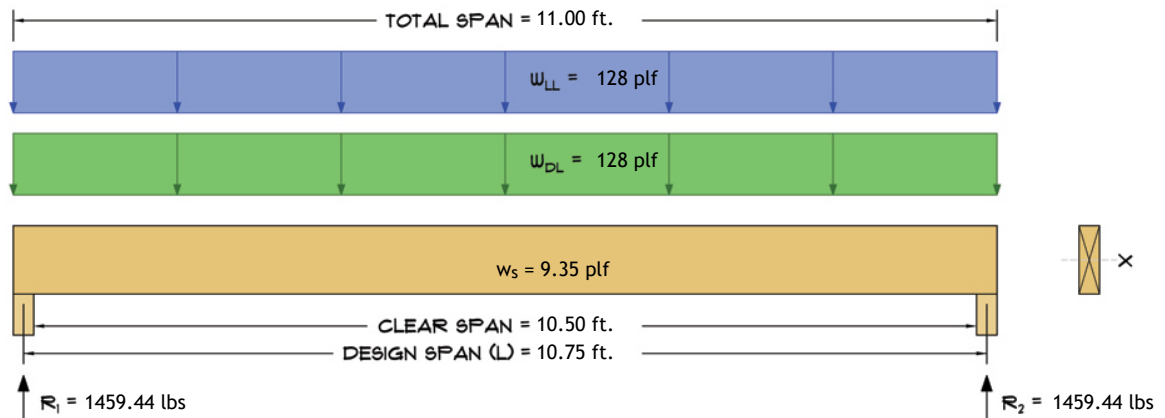 TOTAL SPAN = 11.00 ft.
WLL = 128 plf
WDL = 128 plf
ws = 9.35 plf
X
CLEAR SPAN = 10.50 ft.
DESIGN SPAN (L) = 10.75 ft.
R1 = 1459.44 lbs
R2 = 1459.44 lbs